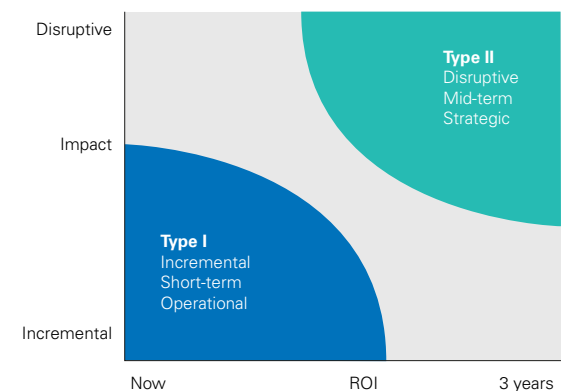 Disruptive
Type II
Disruptive
Mid-term
Strategic
Impact
Type I
Incremental
Short-term
Operational
Incremental
Now ROI 3 years